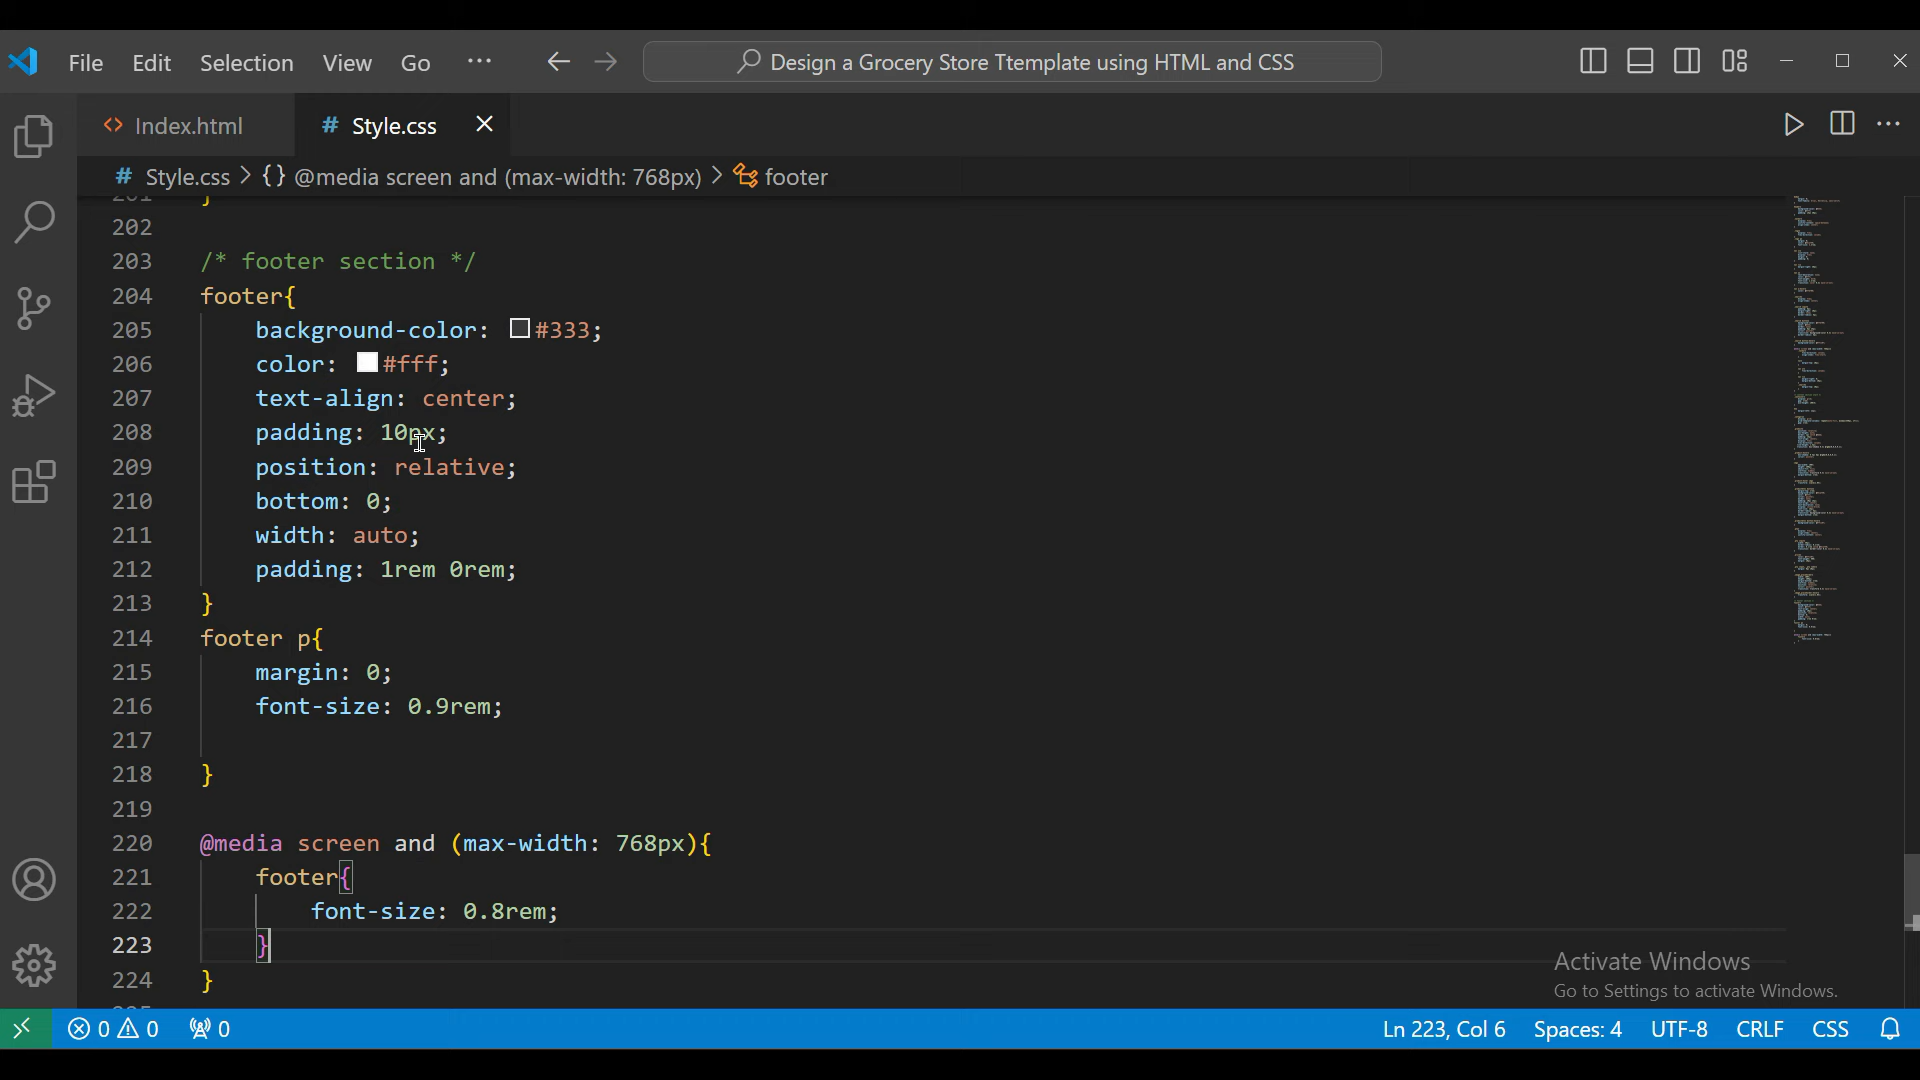 File Edit Selection View Go ··· Design a Grocery Store Ttemplate using HTML and CSS
Index.html # Style.css
# Style.css > {} @media screen and (max-width: 768px) > footer
201 }
202
203 /* footer section */
204 footer{
205 background-color: #333;
206 color: #fff;
207 text-align: center;
208 padding: 10px;
209 position: relative;
210 bottom: 0;
211 width: auto;
212 padding: 1rem 0rem;
213 }
214 footer p{
215 margin: 0;
216 font-size: 0.9rem;
217
218 }
219
220 @media screen and (max-width: 768px){
221 footer{
222 font-size: 0.8rem;
223 }
224 }
Activate Windows
Go to Settings to activate Windows.
0 0 0 Ln 223, Col 6 Spaces: 4 UTF-8 CRLF CSS